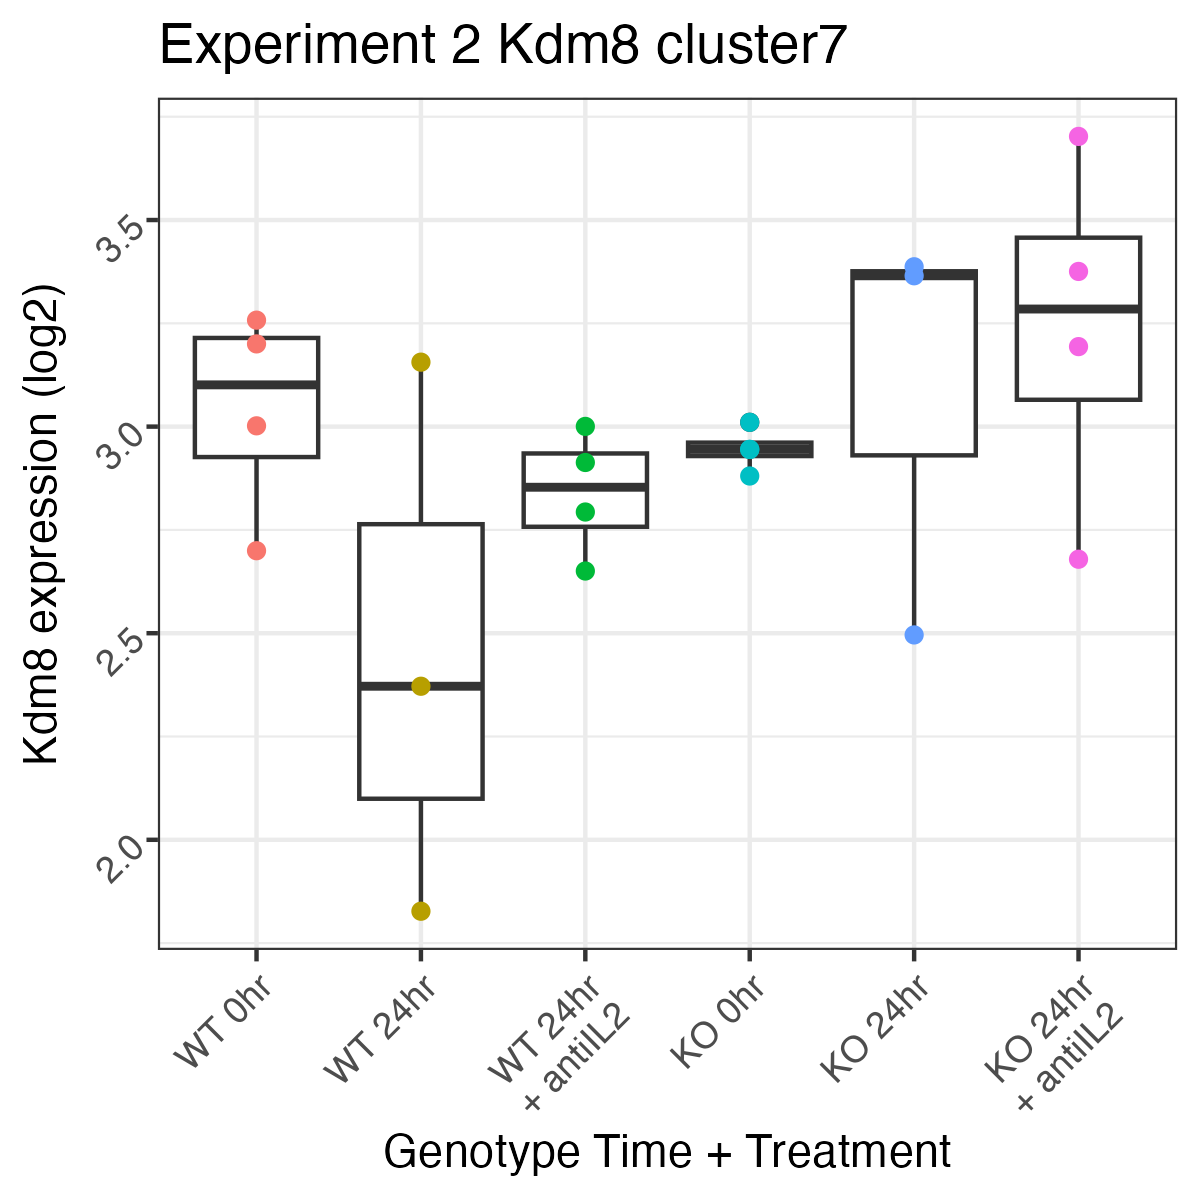 Experiment 2 Kdm8 cluster7
Kdm8 expression (log2)
3.5
3.0
2.5
2.0
WT 0hr
WT 24hr
WT 24hr
+ antiIL2
KO 0hr
KO 24hr
KO 24hr
+ antiIL2
Genotype Time + Treatment